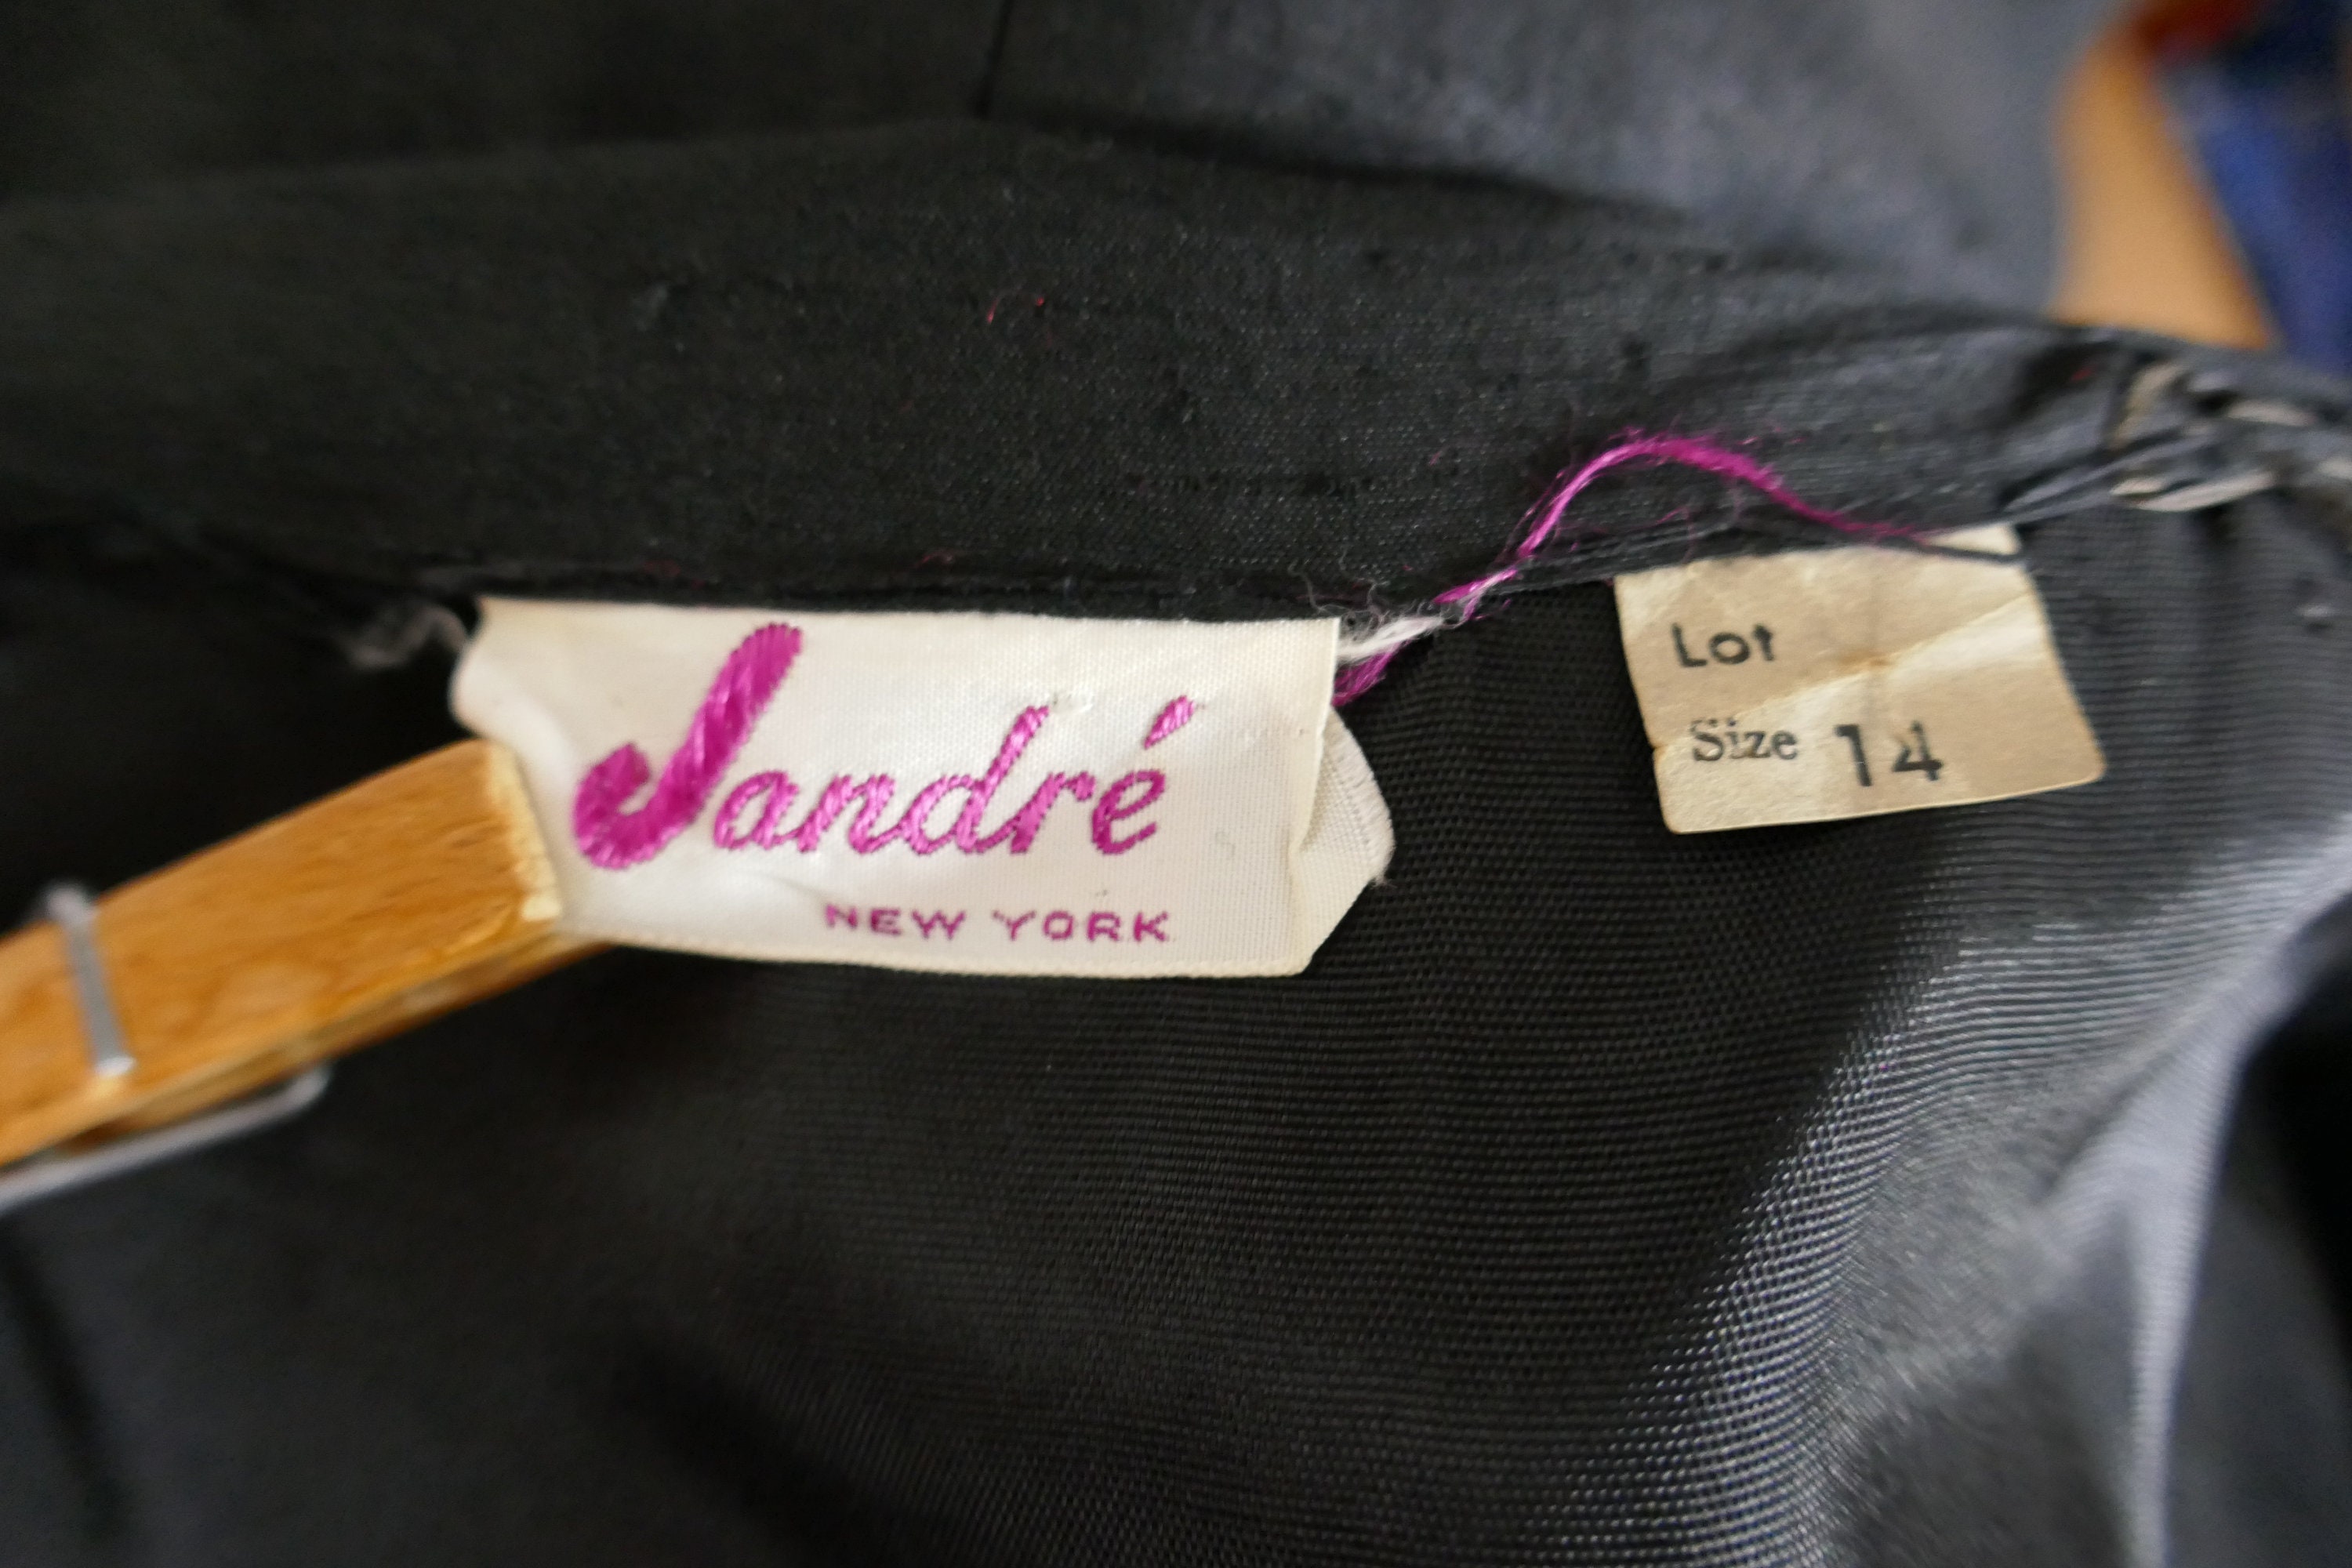 Jandré
NEW YORK
Lot
Size 14